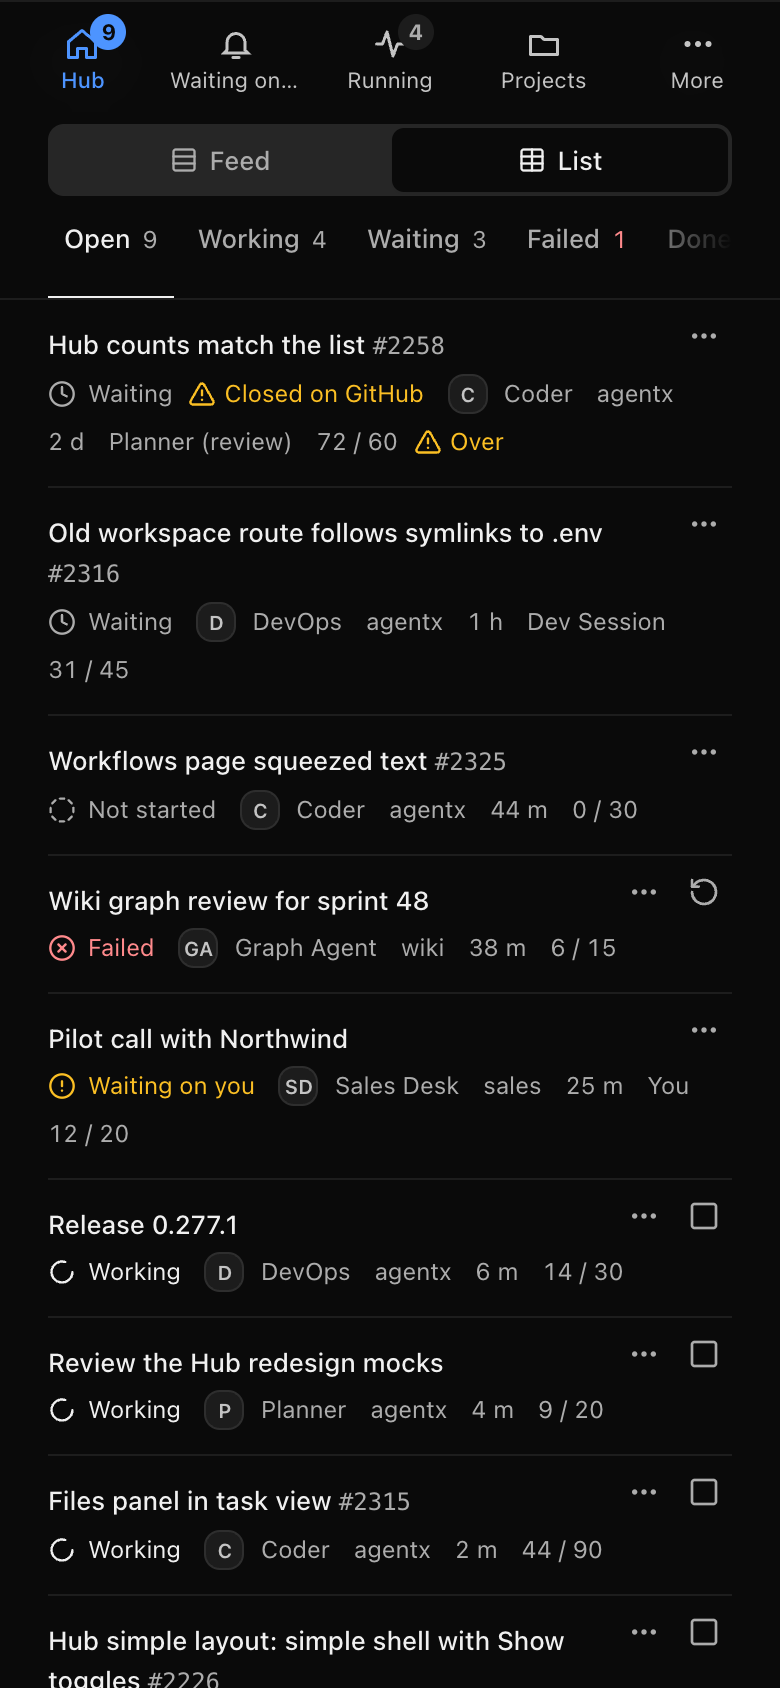 9
4
Hub
Waiting on...
Running
Projects
More
Feed
List
Open 9
Working 4
Waiting 3
Failed 1
Done
Hub counts match the list #2258
Waiting Closed on GitHub C Coder agentx
2 d Planner (review) 72 / 60 Over
Old workspace route follows symlinks to .env
#2316
Waiting D DevOps agentx 1 h Dev Session
31 / 45
Workflows page squeezed text #2325
Not started C Coder agentx 44 m 0 / 30
Wiki graph review for sprint 48
Failed GA Graph Agent wiki 38 m 6 / 15
Pilot call with Northwind
Waiting on you SD Sales Desk sales 25 m You
12 / 20
Release 0.277.1
Working D DevOps agentx 6 m 14 / 30
Review the Hub redesign mocks
Working P Planner agentx 4 m 9 / 20
Files panel in task view #2315
Working C Coder agentx 2 m 44 / 90
Hub simple layout: simple shell with Show
toggles #2226